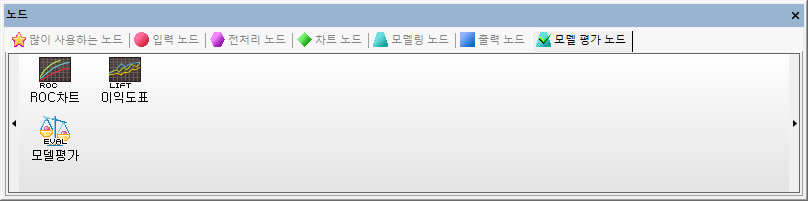 노드
많이 사용하는 노드 입력 노드 전처리 노드 차트 노드 모델링 노드 출력 노드 모델 평가 노드
ROC LIFT
ROC차트 이익도표
EVAL
모델평가